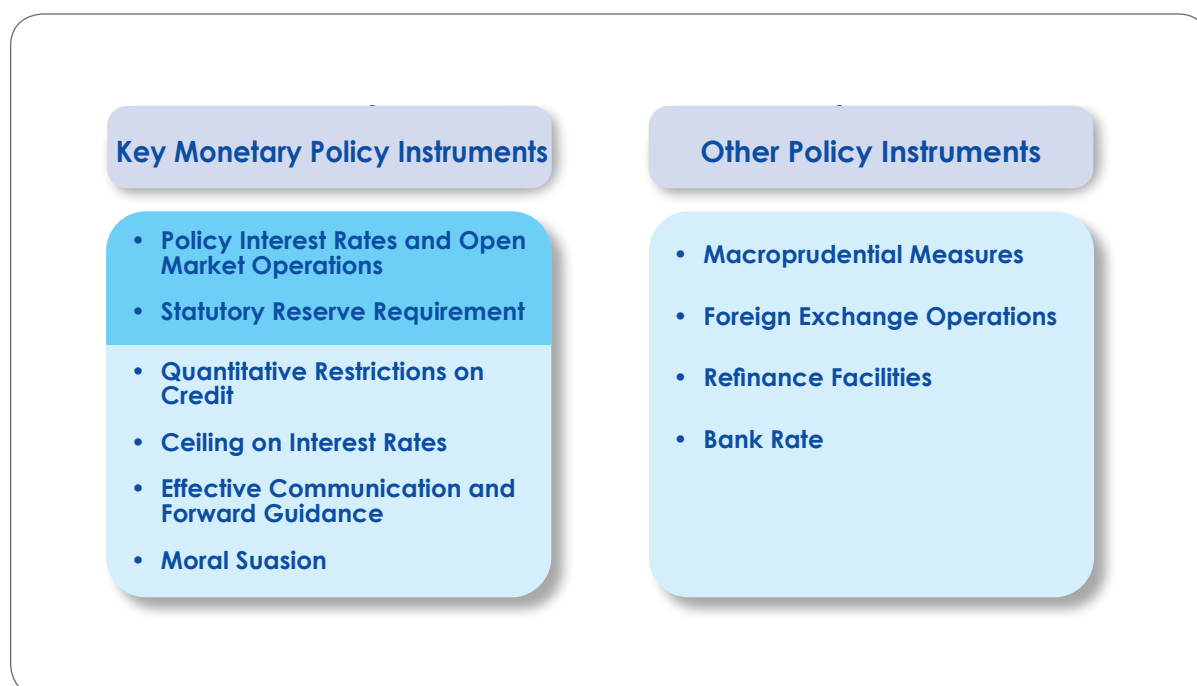 Key Monetary Policy Instruments
• Policy Interest Rates and Open
Market Operations
• Statutory Reserve Requirement
• Quantitative Restrictions on
Credit
• Ceiling on Interest Rates
• Effective Communication and
Forward Guidance
• Moral Suasion
Other Policy Instruments
• Macroprudential Measures
• Foreign Exchange Operations
• Refinance Facilities
• Bank Rate